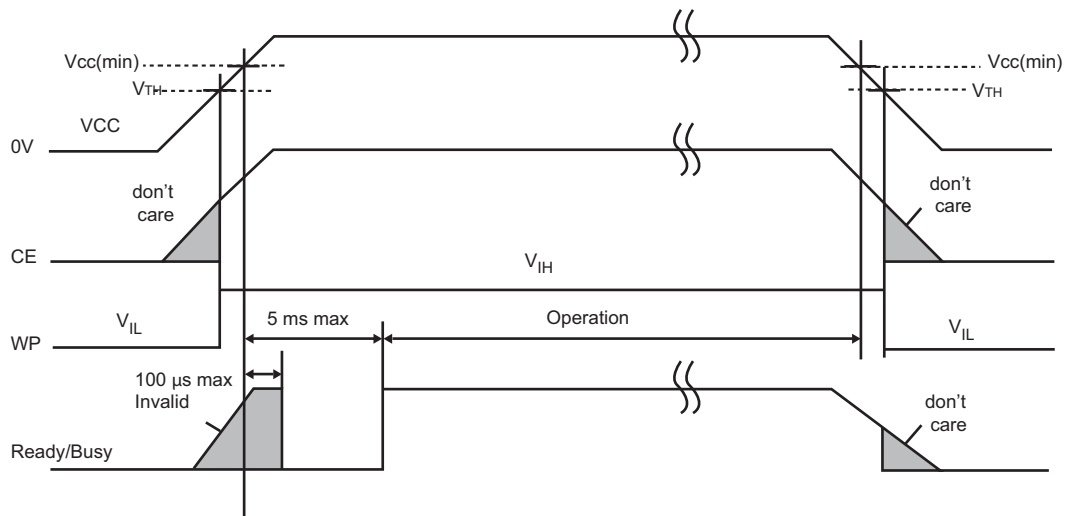 Vcc(min)
VTH
VCC
0V
Vcc(min)
VTH
don't
care
CE
don't
care
VIH
VIL
WP
5 ms max
Operation
VIL
100 µs max
Invalid
Ready/Busy
don't
care